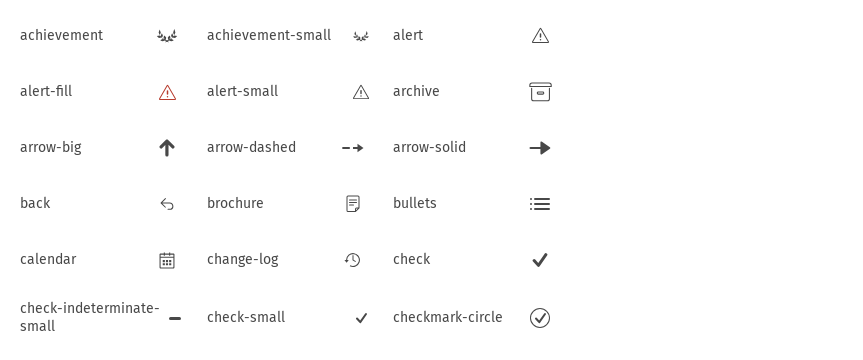 achievement
achievement-small
alert
alert-fill
alert-small
archive
arrow-big
arrow-dashed
arrow-solid
back
brochure
bullets
calendar
change-log
check
check-indeterminate-
small
check-small
checkmark-circle